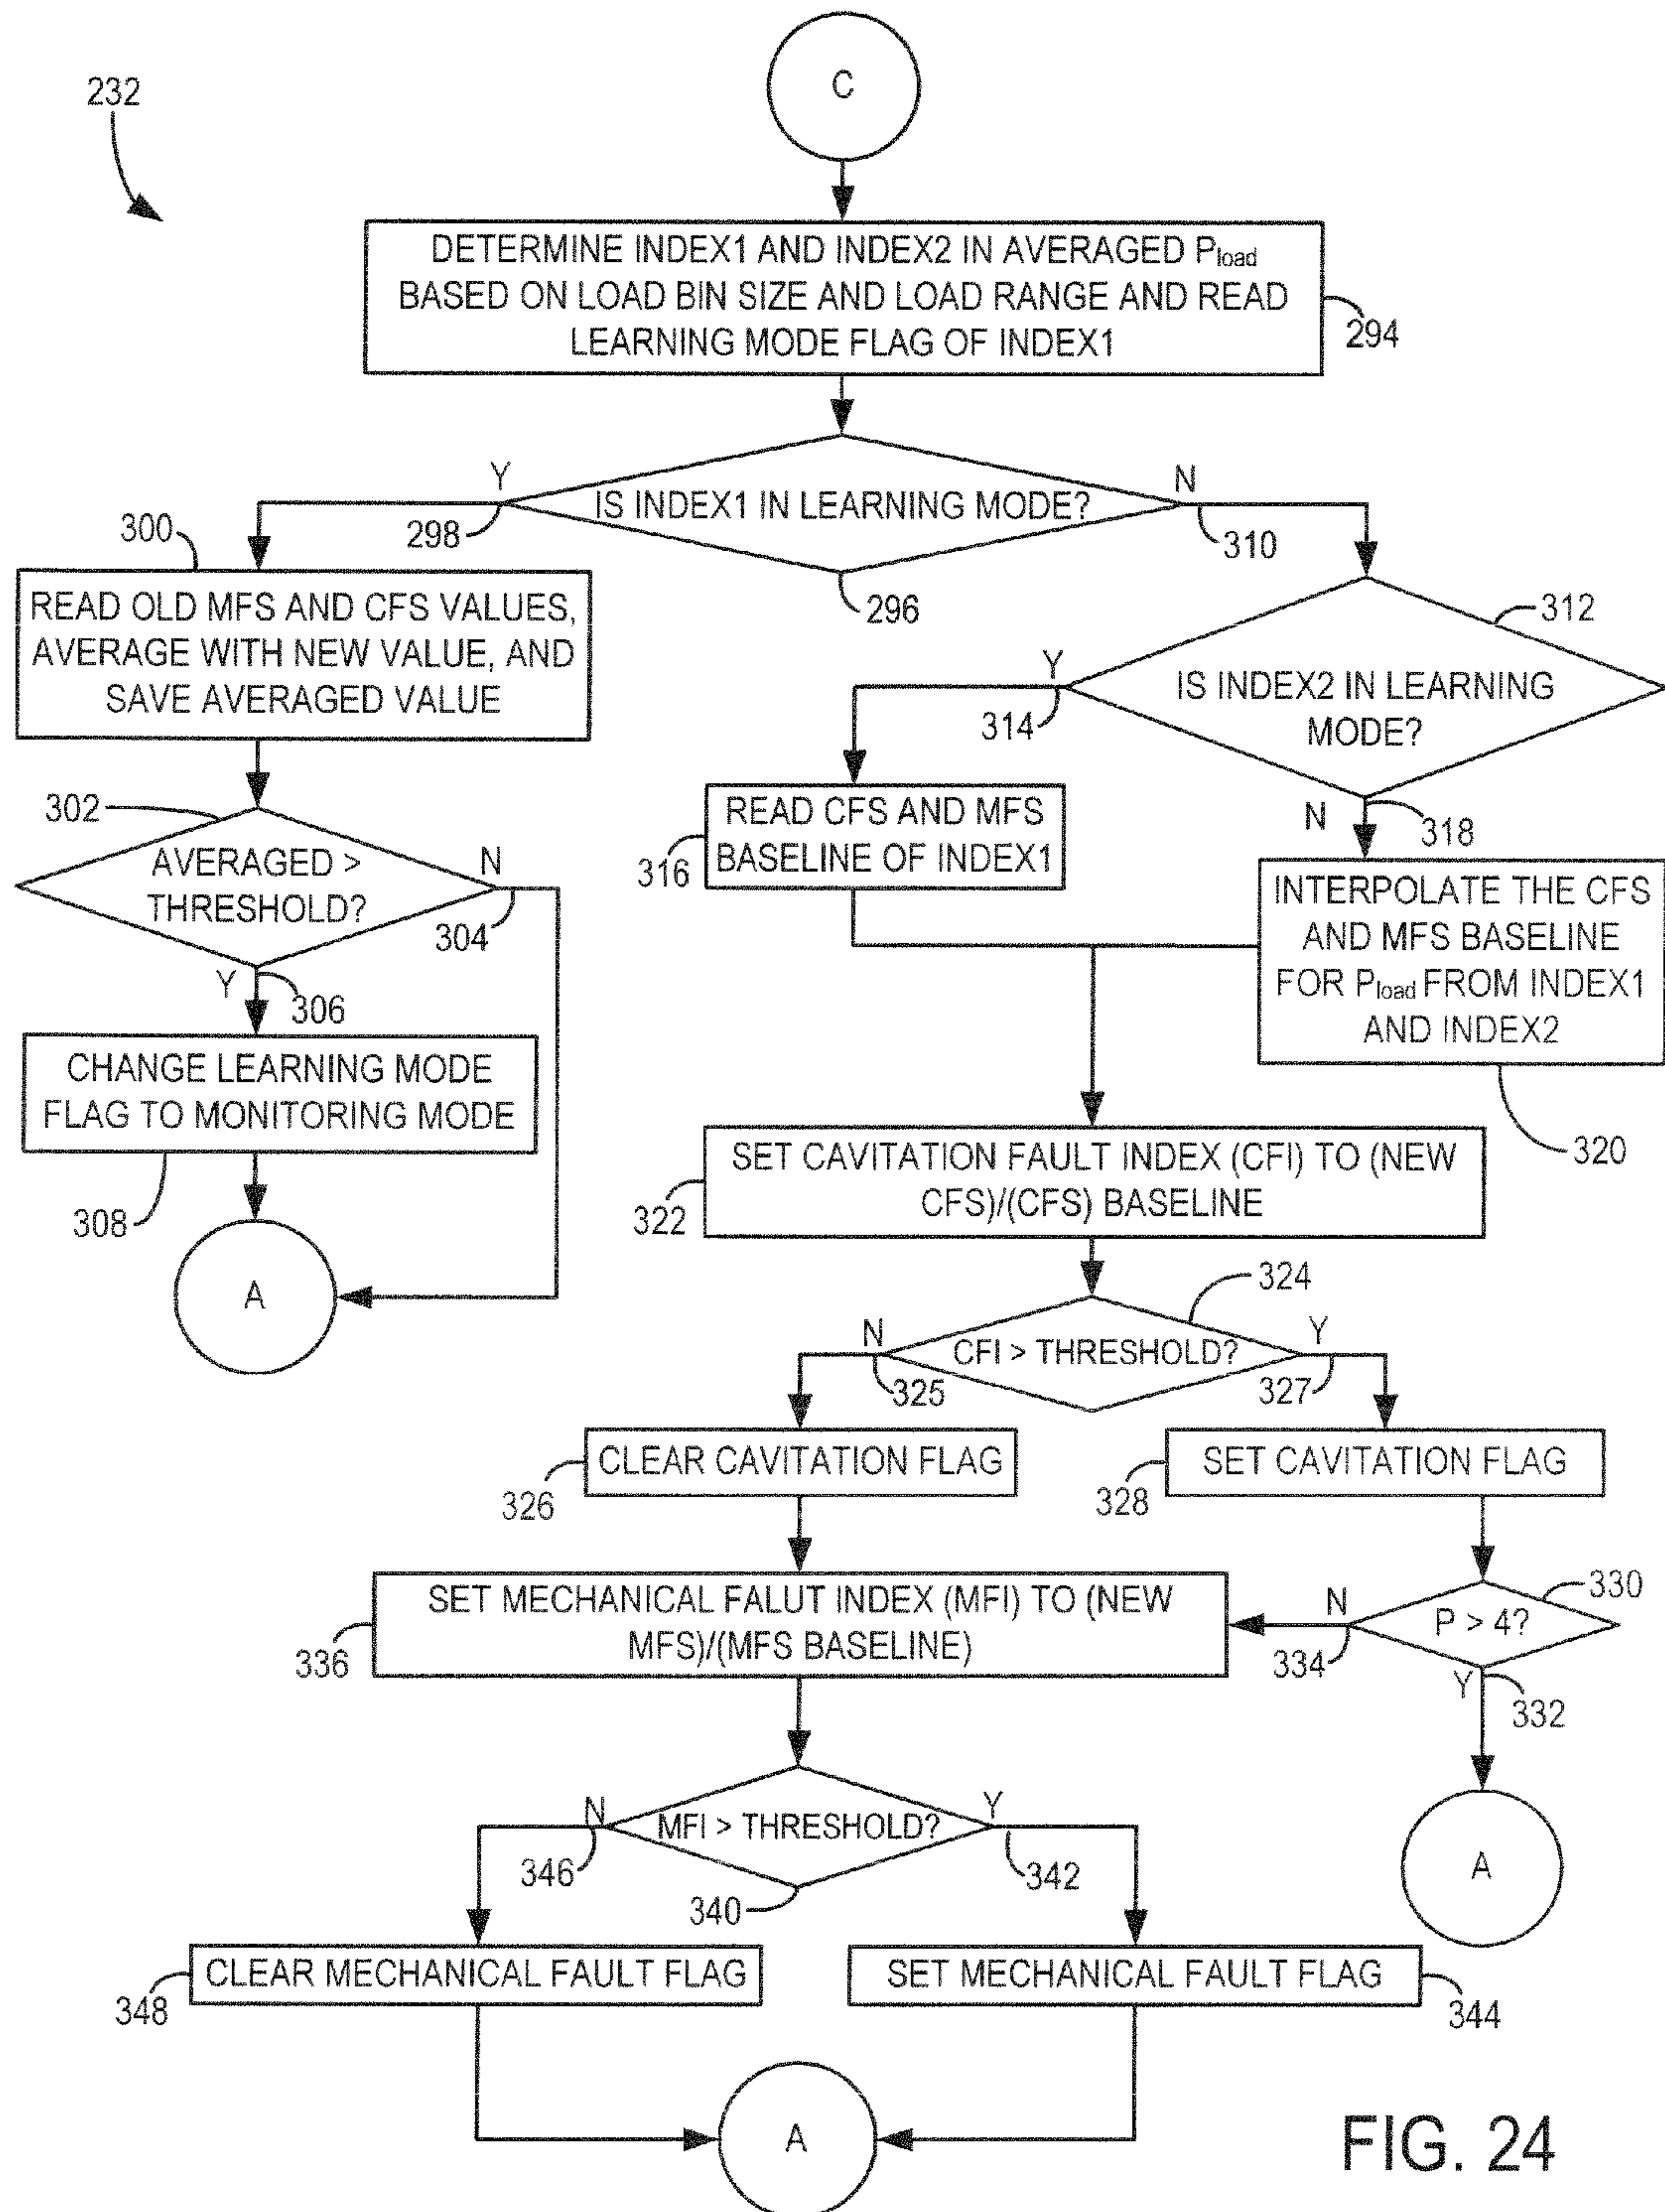 C
232
DETERMINE INDEX1 AND INDEX2 IN AVERAGED Pload
BASED ON LOAD BIN SIZE AND LOAD RANGE AND READ
LEARNING MODE FLAG OF INDEX1
294
Y
IS INDEX1 IN LEARNING MODE?
N
298
310
296
300
READ OLD MFS AND CFS VALUES,
AVERAGE WITH NEW VALUE, AND
SAVE AVERAGED VALUE
312
Y
IS INDEX2 IN LEARNING
MODE?
314
N
318
302
AVERAGED >
THRESHOLD?
N
304
Y
306
READ CFS AND MFS
BASELINE OF INDEX1
316
INTERPOLATE THE CFS
AND MFS BASELINE
FOR Pload FROM INDEX1
AND INDEX2
320
CHANGE LEARNING MODE
FLAG TO MONITORING MODE
308
A
SET CAVITATION FAULT INDEX (CFI) TO (NEW
CFS)/(CFS) BASELINE
322
324
N
CFI > THRESHOLD?
Y
325
327
CLEAR CAVITATION FLAG
326
SET CAVITATION FLAG
328
SET MECHANICAL FALUT INDEX (MFI) TO (NEW
MFS)/(MFS BASELINE)
336
N
P > 4?
330
334
Y
332
A
N
MFI > THRESHOLD?
Y
346
342
340
CLEAR MECHANICAL FAULT FLAG
348
SET MECHANICAL FAULT FLAG
344
A
FIG. 24